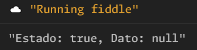 ☁️ "Running fiddle"
"Estado: true, Dato: null"